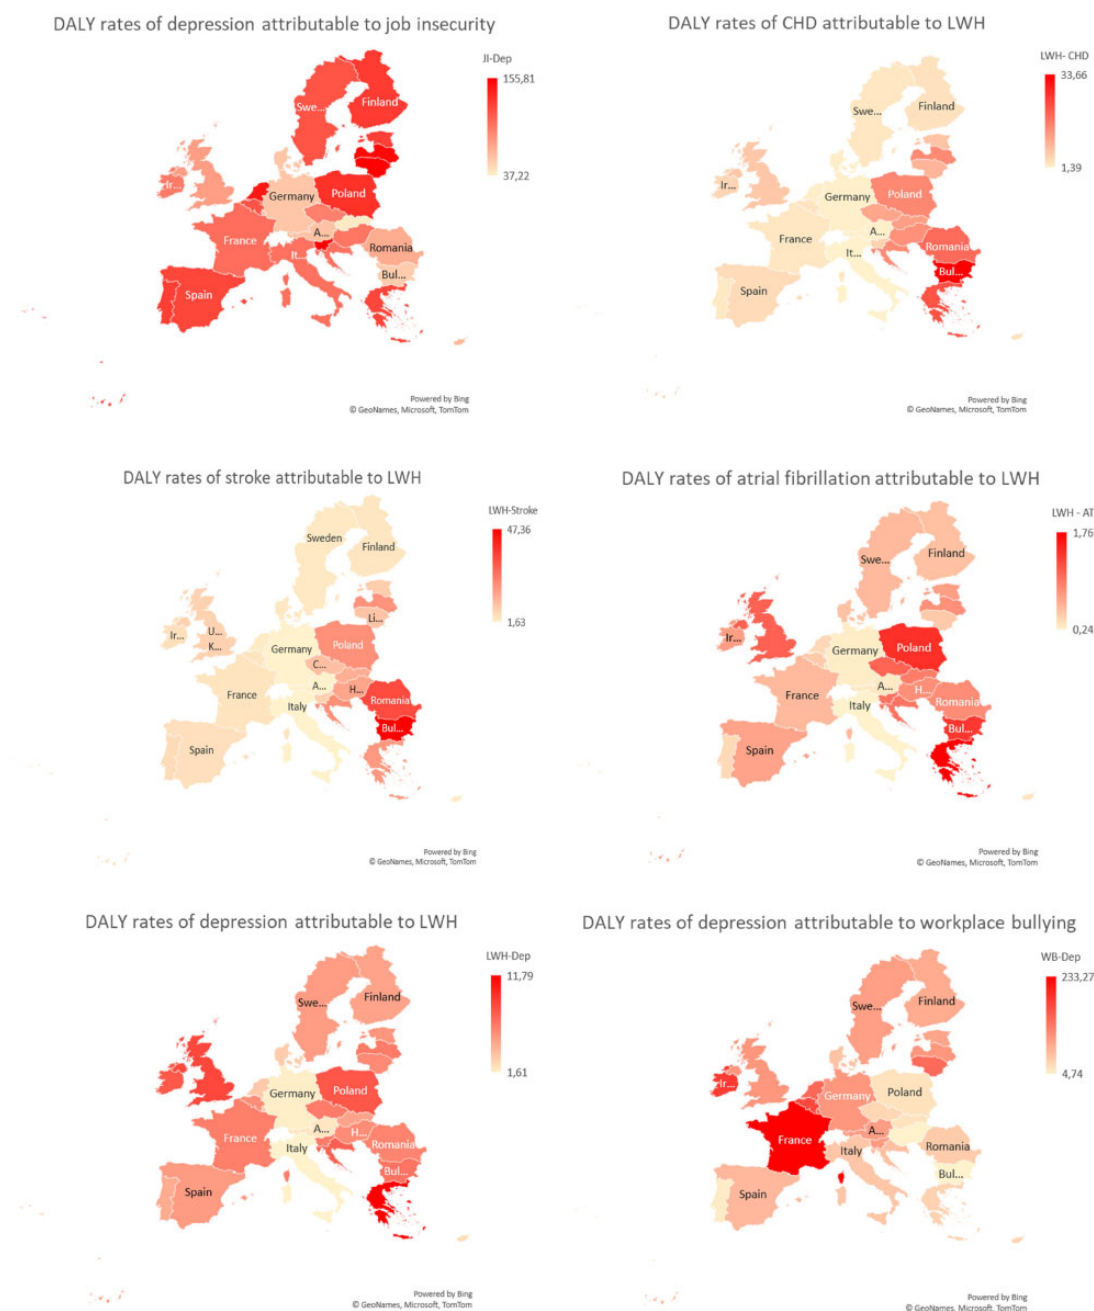 DALY rates of depression attributable to job insecurity
JI-Dep
155,81
37,22
Swe...
Finland
Ir...
Germany
Poland
France
A...
It...
Romania
Bul...
Spain
Powered by Bing
© GeoNames, Microsoft, TomTom
DALY rates of CHD attributable to LWH
LWH- CHD
33,66
1,39
Swe...
Finland
Ir...
Germany
Poland
France
A...
It...
Romania
Bul...
Spain
Powered by Bing
© GeoNames, Microsoft, TomTom
DALY rates of stroke attributable to LWH
LWH-Stroke
47,36
1,63
Sweden
Finland
Li...
Ir...
U...
K...
Germany
Poland
C...
France
A...
H...
Italy
Romania
Bul...
Spain
Powered by Bing
© GeoNames, Microsoft, TomTom
DALY rates of atrial fibrillation attributable to LWH
LWH - AT
1,76
0,24
Swe...
Finland
Ir...
Germany
Poland
France
A...
H...
Italy
Romania
Bul...
Spain
Powered by Bing
© GeoNames, Microsoft, TomTom
DALY rates of depression attributable to LWH
LWH-Dep
11,79
1,61
Swe...
Finland
Germany
Poland
France
A...
H...
Italy
Romania
Bul...
Spain
Powered by Bing
© GeoNames, Microsoft, TomTom
DALY rates of depression attributable to workplace bullying
WB-Dep
233,27
4,74
Swe...
Finland
Ir...
Germany
Poland
France
A...
Italy
Romania
Bul...
Spain
Powered by Bing
© GeoNames, Microsoft, TomTom